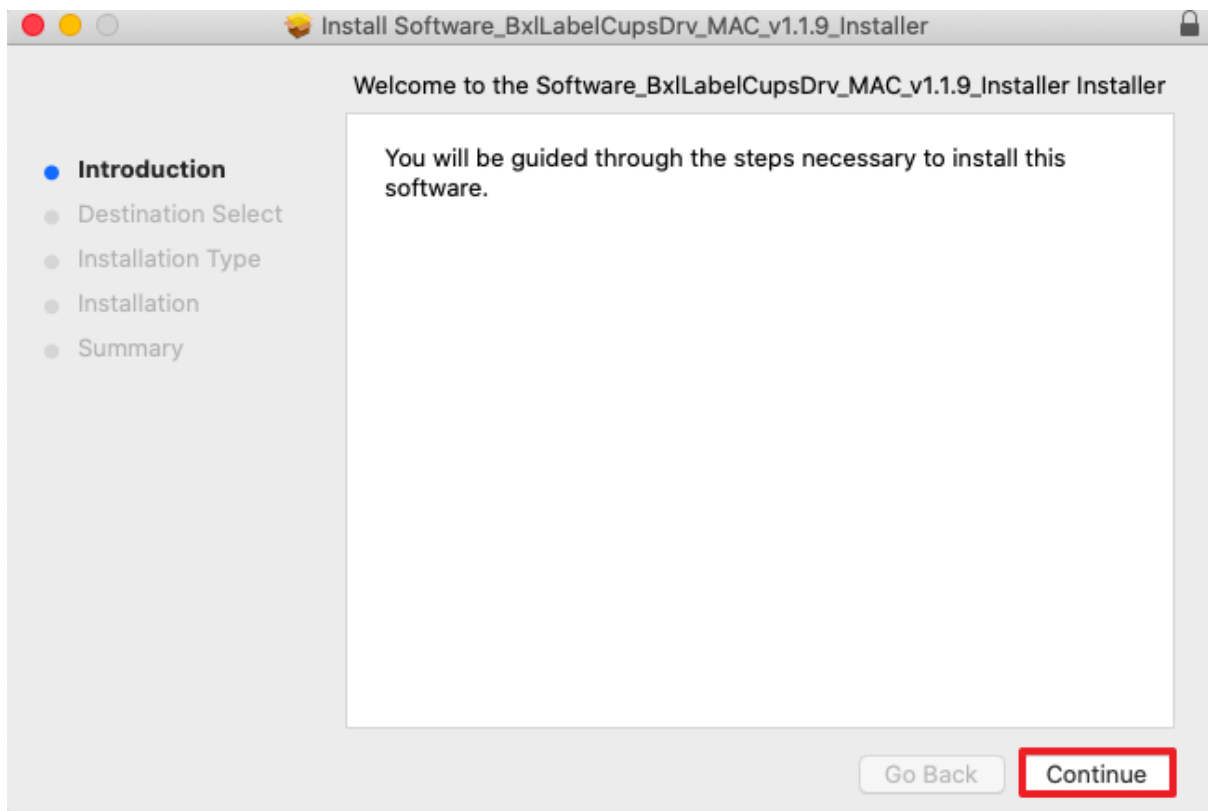 Install Software_BxlLabelCupsDrv_MAC_v1.1.9_Installer
Welcome to the Software_BxlLabelCupsDrv_MAC_v1.1.9_Installer Installer
Introduction
Destination Select
Installation Type
Installation
Summary
You will be guided through the steps necessary to install this
software.
Go Back
Continue